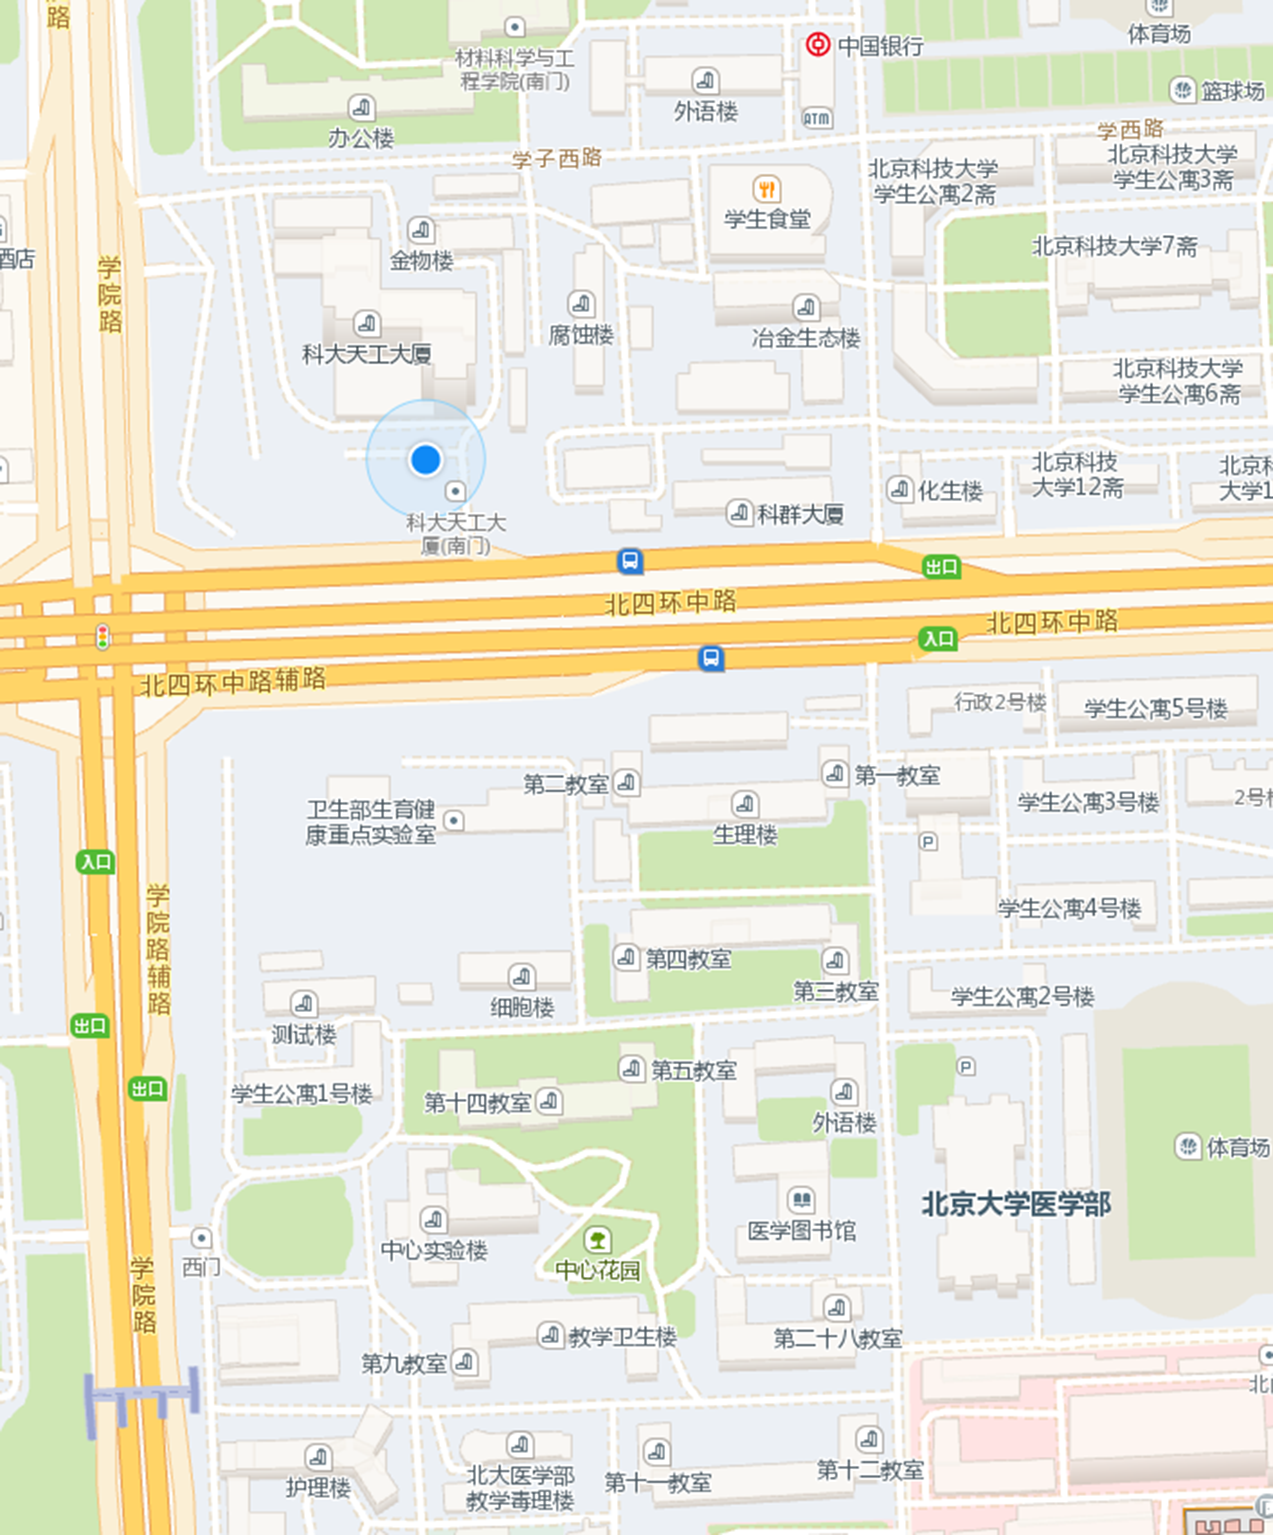 路
材料科学与工
程学院(南门)
中国银行
体育场
外语楼
篮球场
办公楼
ATM
学子西路
学西路
北京科技大学
学生公寓2斋
北京科技大学
学生公寓3斋
学生食堂
金物楼
酒店
北京科技大学7斋
学院路
腐蚀楼
冶金生态楼
科大天工大厦
北京科技大学
学生公寓6斋
北京科技
大学12斋
化生楼
科群大厦
科大天工大
厦(南门)
出口
北四环中路
北四环中路
入口
北四环中路辅路
行政2号楼
学生公寓5号楼
第二教室
第一教室
卫生部生育健
康重点实验室
生理楼
学生公寓3号楼
P
入口
学院路辅路
学生公寓4号楼
第四教室
第三教室
细胞楼
学生公寓2号楼
测试楼
出口
第五教室
P
出口
学生公寓1号楼
第十四教室
外语楼
体育场
北京大学医学部
中心实验楼
医学图书馆
西门
中心花园
学院路
教学卫生楼
第二十八教室
第九教室
护理楼
北大医学部
教学毒理楼
第十一教室
第十二教室